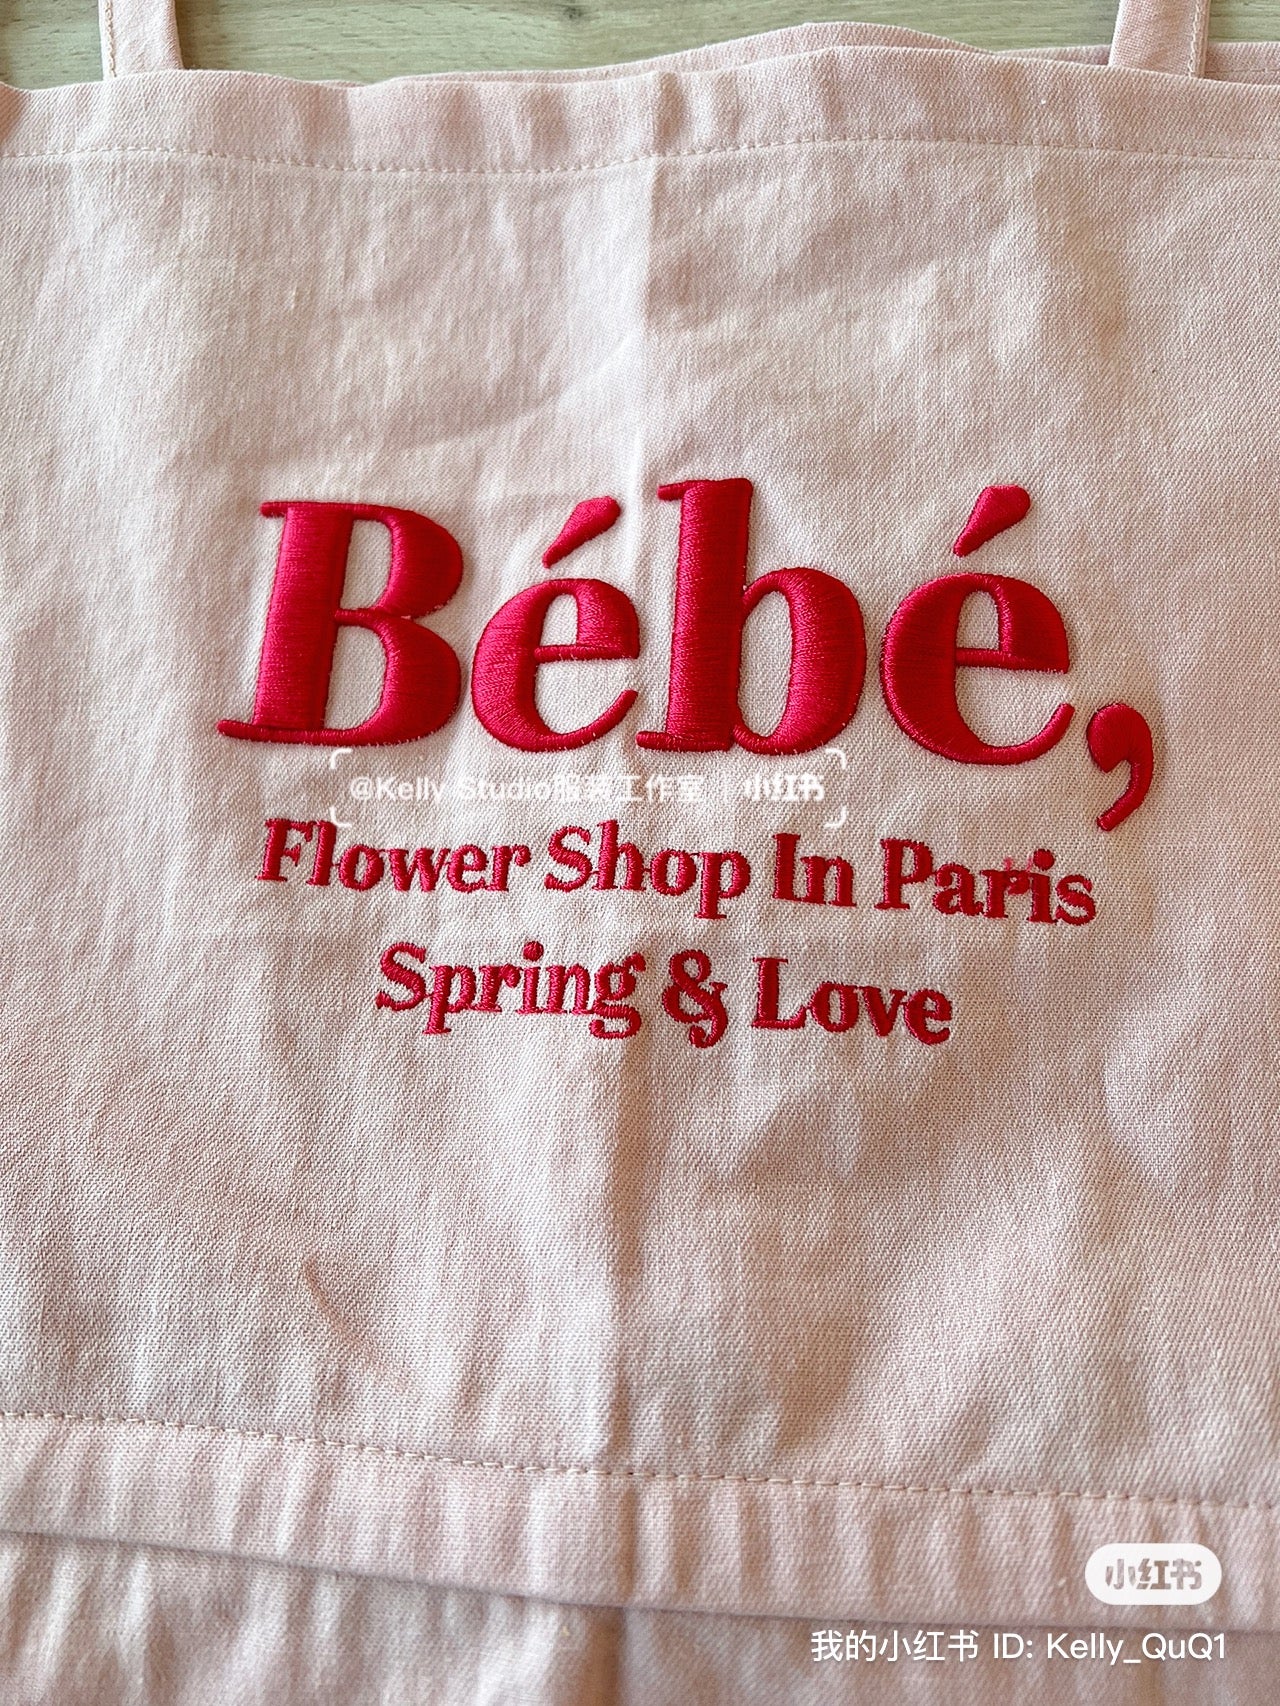 Bébé,
@Kelly Studio服装工作室 | 小红书
Flower Shop In Paris
Spring & Love
小红书
我的小红书 ID: Kelly_QuQ1